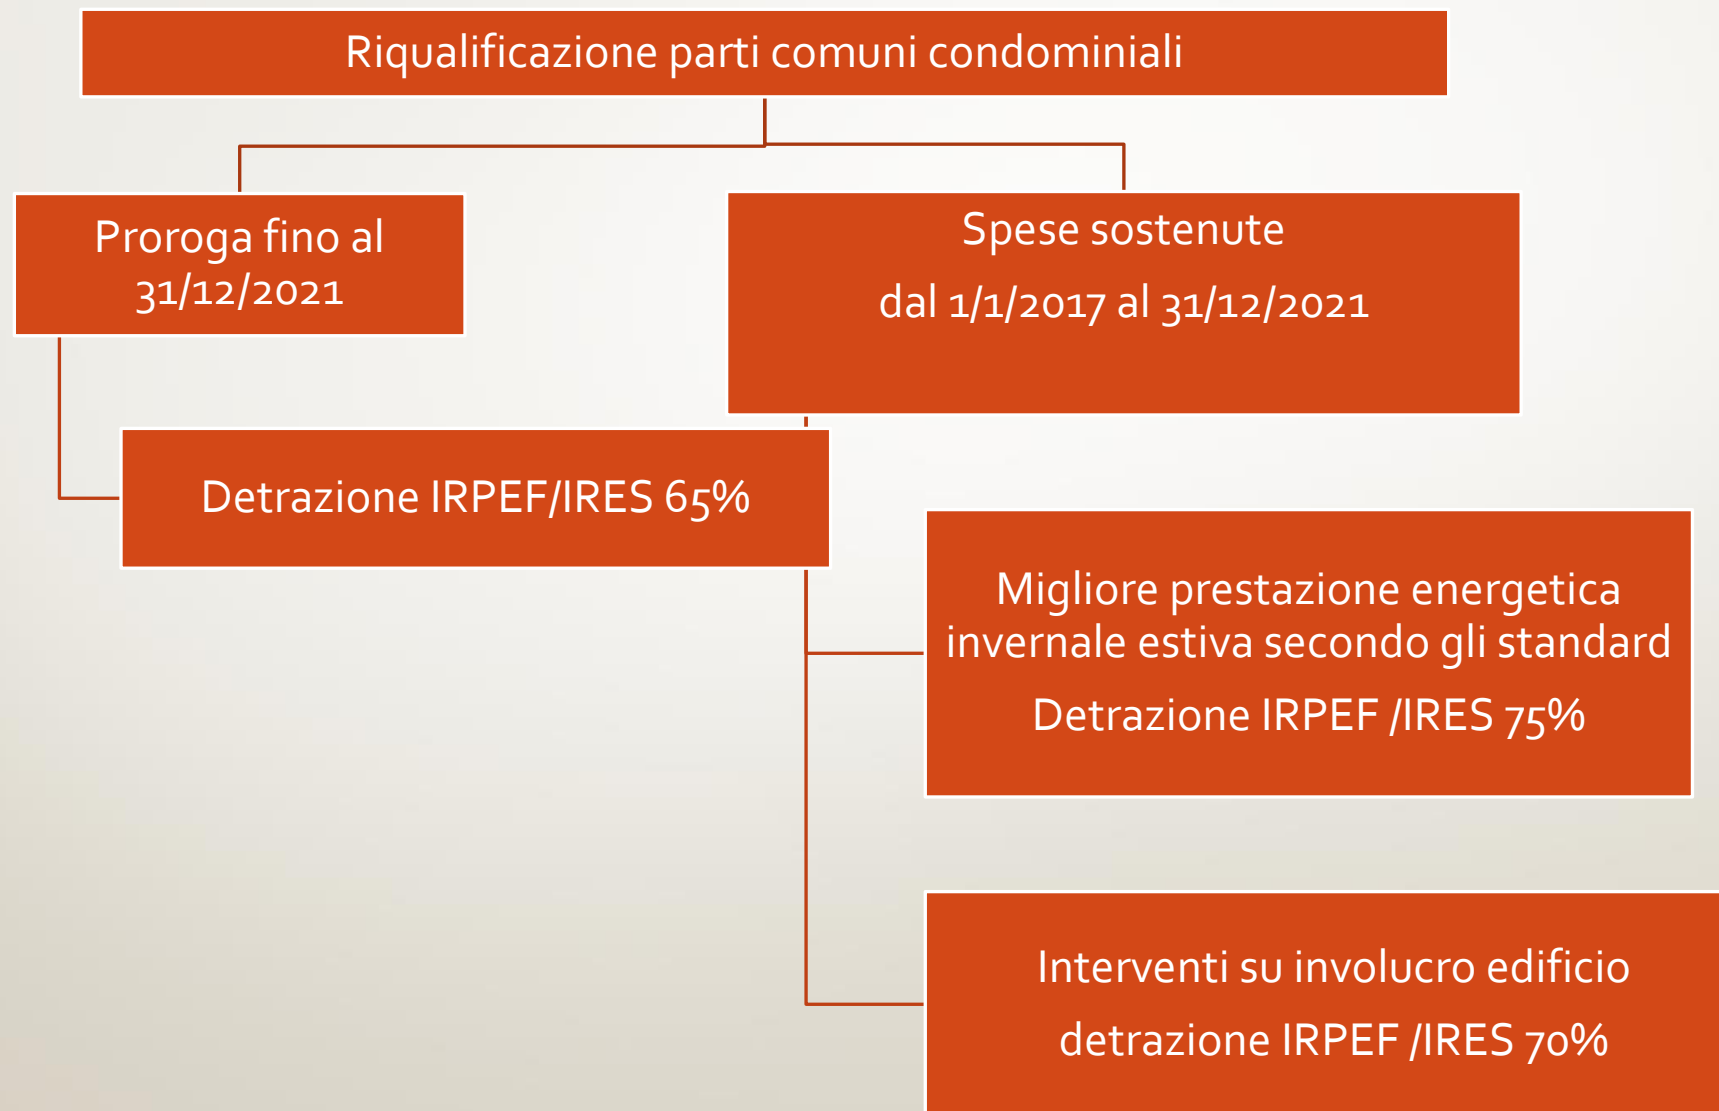 Riqualificazione parti comuni condominiali
Proroga fino al
31/12/2021
Spese sostenute
dal 1/1/2017 al 31/12/2021
Detrazione IRPEF/IRES 65%
Migliore prestazione energetica
invernale estiva secondo gli standard
Detrazione IRPEF /IRES 75%
Interventi su involucro edificio
detrazione IRPEF /IRES 70%